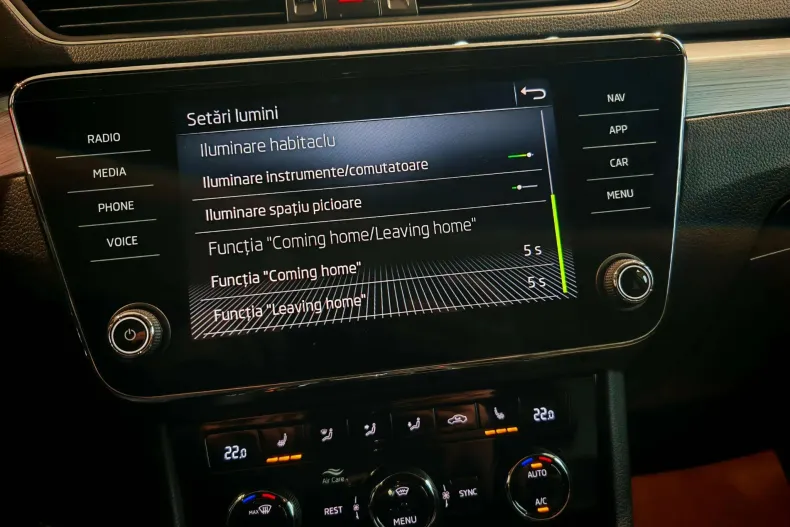 Setări lumini
Iluminare habitaclu
Iluminare instrumente/comutatoare
Iluminare spațiu picioare
Funcția "Coming home/Leaving home"
Funcția "Coming home" 5 s
Funcția "Leaving home" 5 s
RADIO
MEDIA
PHONE
VOICE
NAV
APP
CAR
MENU
22.0
22.0
Air Care
MAX
REST
MENU
SYNC
AUTO
A/C